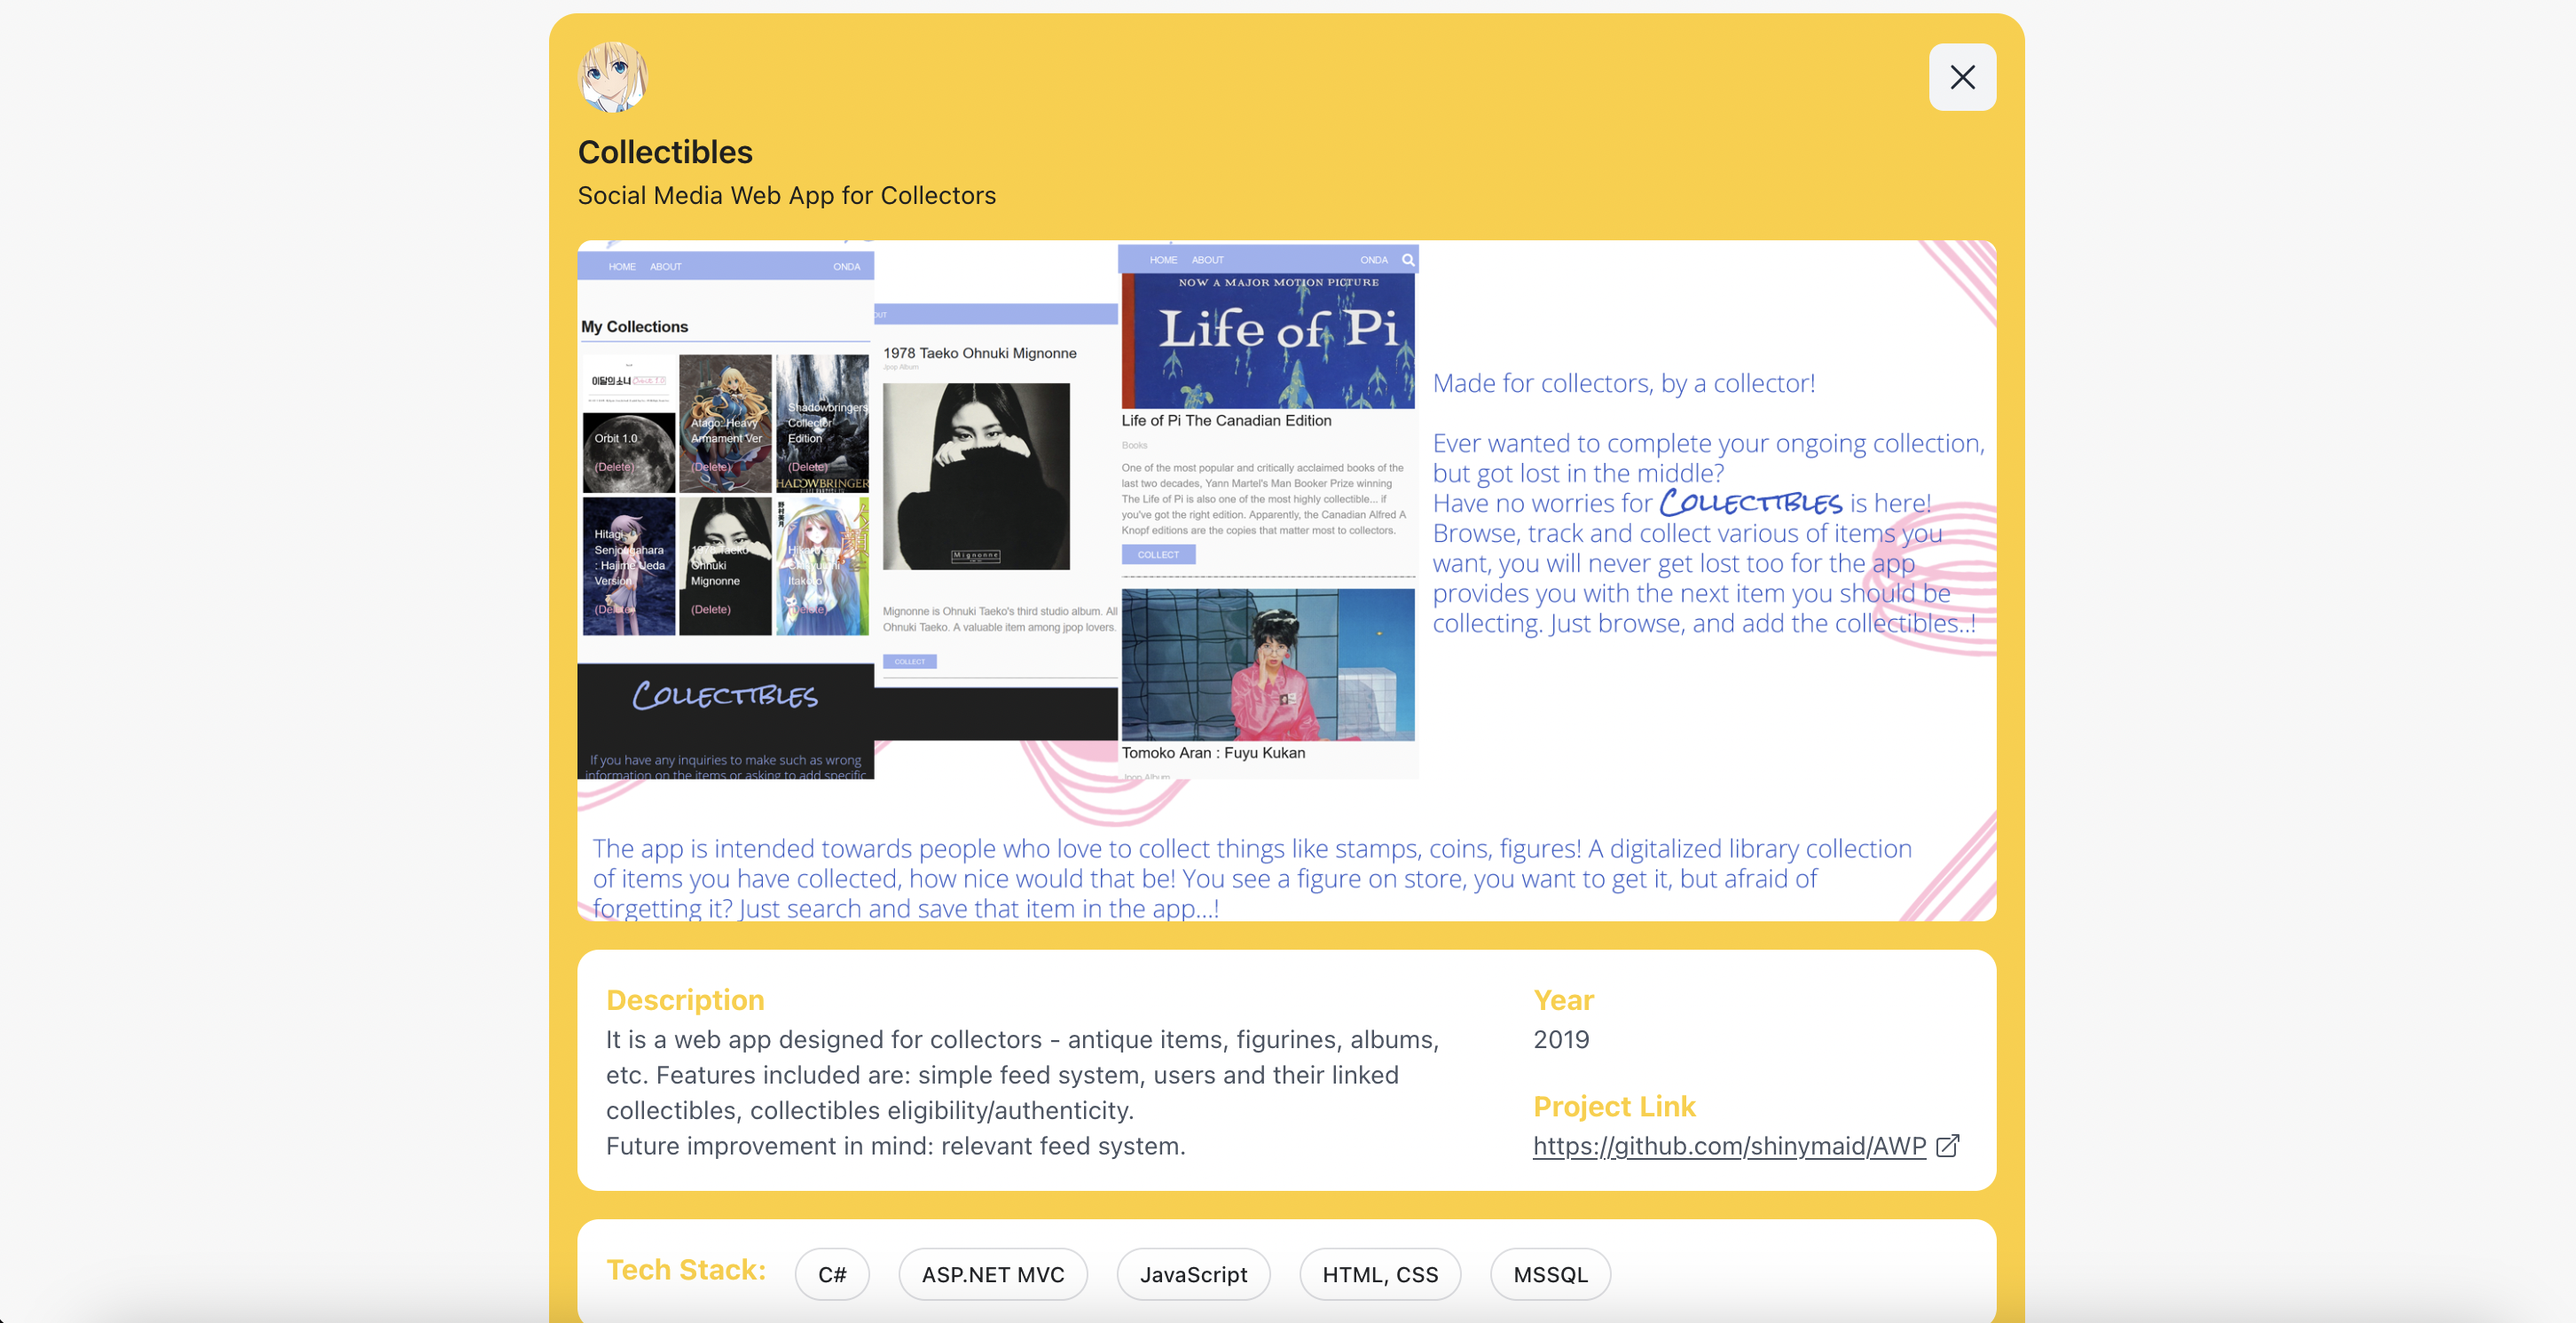 Collectibles
Social Media Web App for Collectors
HOME ABOUT ONDA
My Collections
이달의소녀
Orbit 1.0
(Delete)
Atago: Heavy
Armament Ver
(Delete)
Shadowbringers
Collector
Edition
(Delete)
Hitagi
Senjougahara
: Hajime Ueda
Version
(Delete)
Ohnuki
Mignonne
(Delete)
COLLECTIBLES
If you have any inquiries to make such as wrong
information on the items or asking to add specific
OUT
1978 Taeko Ohnuki Mignonne
Jpop Album
Mignonne
Mignonne is Ohnuki Taeko's third studio album. All
Ohnuki Taeko. A valuable item among jpop lovers.
COLLECT
HOME ABOUT ONDA
NOW A MAJOR MOTION PICTURE
Life of Pi
Life of Pi The Canadian Edition
Books
One of the most popular and critically acclaimed books of the
last two decades, Yann Martel's Man Booker Prize winning
The Life of Pi is also one of the most highly collectible... if
you've got the right edition. Apparently, the Canadian Alfred A
Knopf editions are the copies that matter most to collectors.
COLLECT
Tomoko Aran : Fuyu Kukan
Jpop Album
Made for collectors, by a collector!
Ever wanted to complete your ongoing collection,
but got lost in the middle?
Have no worries for COLLECTIBLES is here!
Browse, track and collect various of items you
want, you will never get lost too for the app
provides you with the next item you should be
collecting. Just browse, and add the collectibles..!
The app is intended towards people who love to collect things like stamps, coins, figures! A digitalized library collection
of items you have collected, how nice would that be! You see a figure on store, you want to get it, but afraid of
forgetting it? Just search and save that item in the app...!
Description
It is a web app designed for collectors - antique items, figurines, albums,
etc. Features included are: simple feed system, users and their linked
collectibles, collectibles eligibility/authenticity.
Future improvement in mind: relevant feed system.
Year
2019
Project Link
https://github.com/shinymaid/AWP
Tech Stack: C# ASP.NET MVC JavaScript HTML, CSS MSSQL